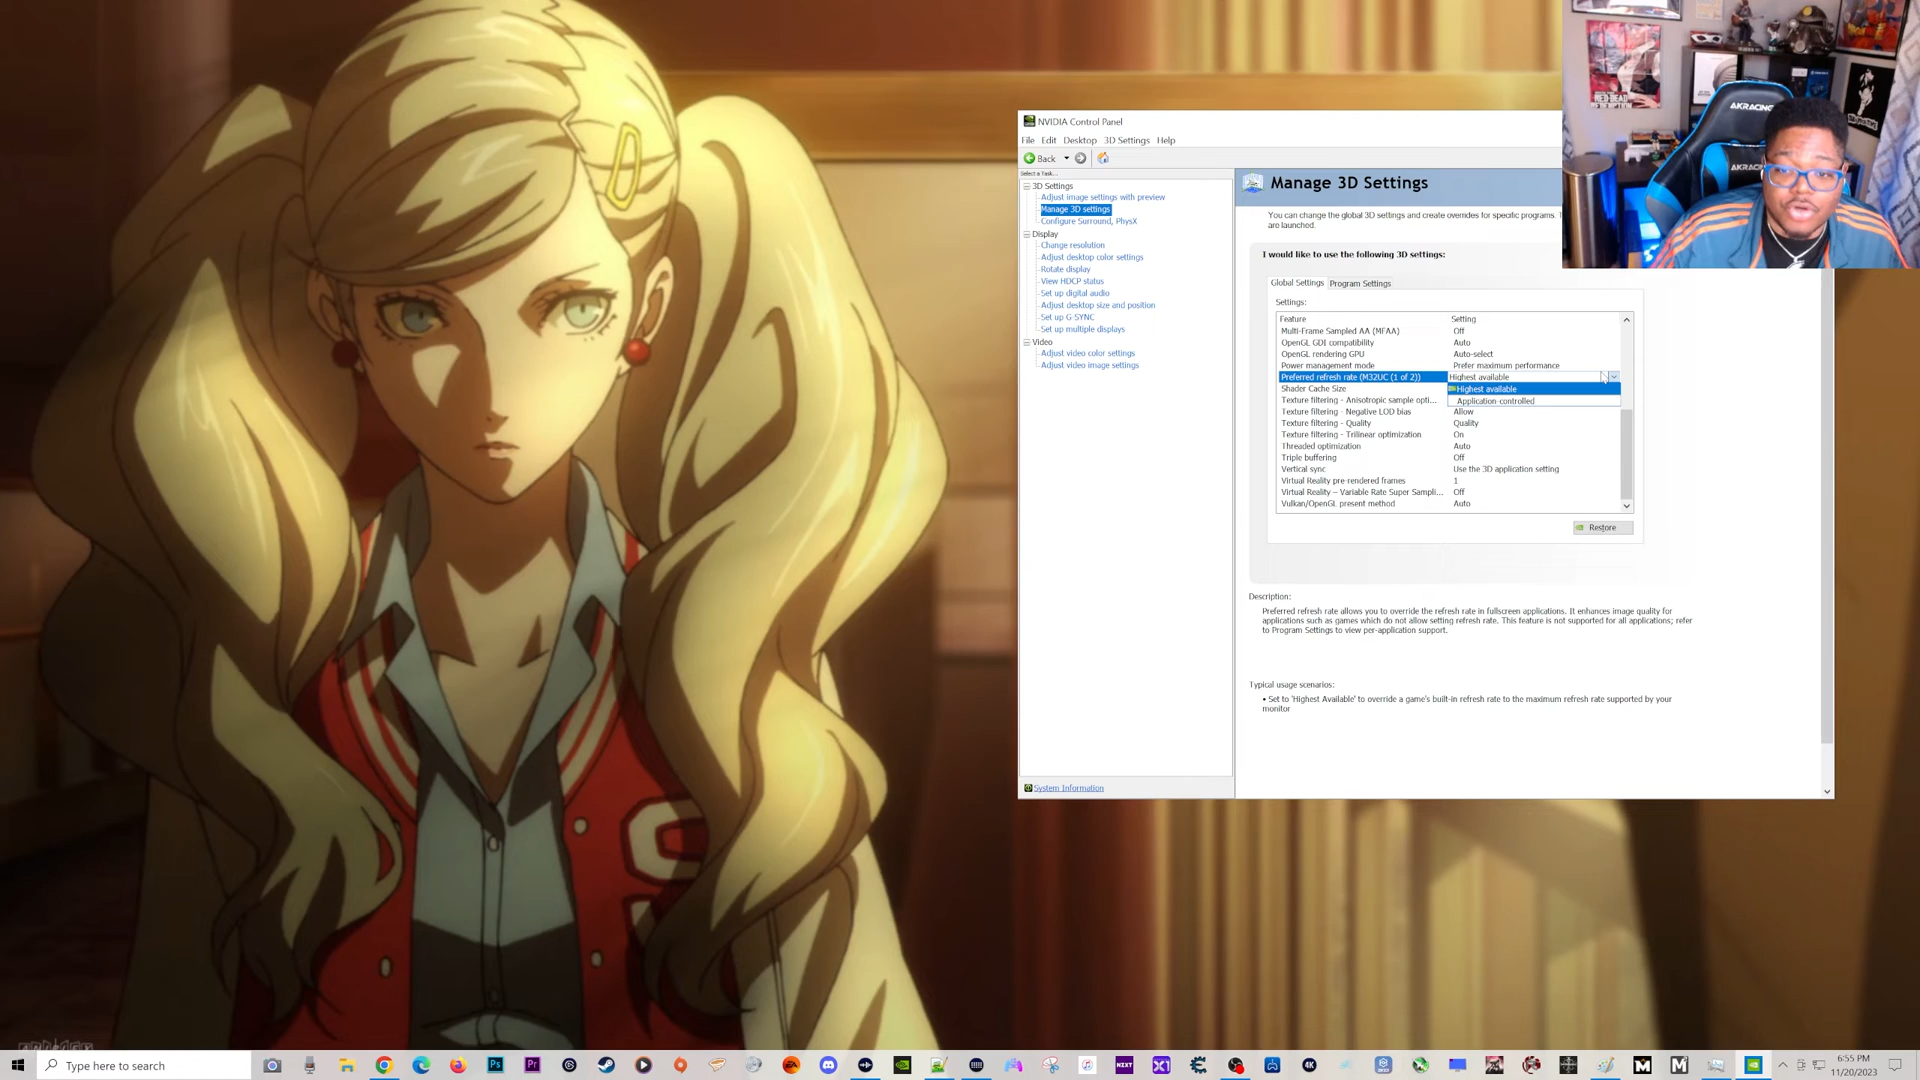 NVIDIA Control Panel
File Edit Desktop 3D Settings Help
Back
Select a Task...
3D Settings
Adjust image settings with preview
Manage 3D settings
Configure Surround, PhysX
Display
Change resolution
Adjust desktop color settings
Rotate display
View HDCP status
Set up digital audio
Adjust desktop size and position
Set up G-SYNC
Set up multiple displays
Video
Adjust video color settings
Adjust video image settings
System Information
Manage 3D Settings
You can change the global 3D settings and create overrides for specific programs. T
are launched.
I would like to use the following 3D settings:
Global Settings Program Settings
Settings:
Feature Setting
Multi-Frame Sampled AA (MFAA) Off
OpenGL GDI compatibility Auto
OpenGL rendering GPU Auto-select
Power management mode Prefer maximum performance
Preferred refresh rate (M32UC (1 of 2)) Highest available
Shader Cache Size Highest available
Texture filtering - Anisotropic sample opti... Application-controlled
Texture filtering - Negative LOD bias Allow
Texture filtering - Quality Quality
Texture filtering - Trilinear optimization On
Threaded optimization Auto
Triple buffering Off
Vertical sync Use the 3D application setting
Virtual Reality pre-rendered frames 1
Virtual Reality – Variable Rate Super Sampli... Off
Vulkan/OpenGL present method Auto
Restore
Description:
Preferred refresh rate allows you to override the refresh rate in fullscreen applications. It enhances image quality for
applications such as games which do not allow setting refresh rate. This feature is not supported for all applications; refer
to Program Settings to view per-application support.
Typical usage scenarios:
• Set to 'Highest Available' to override a game's built-in refresh rate to the maximum refresh rate supported by your
monitor
AKRACING
AKRACING
Type here to search
Ps
Pr
EA
NZXT
X1
4K
6:55 PM
11/20/2023